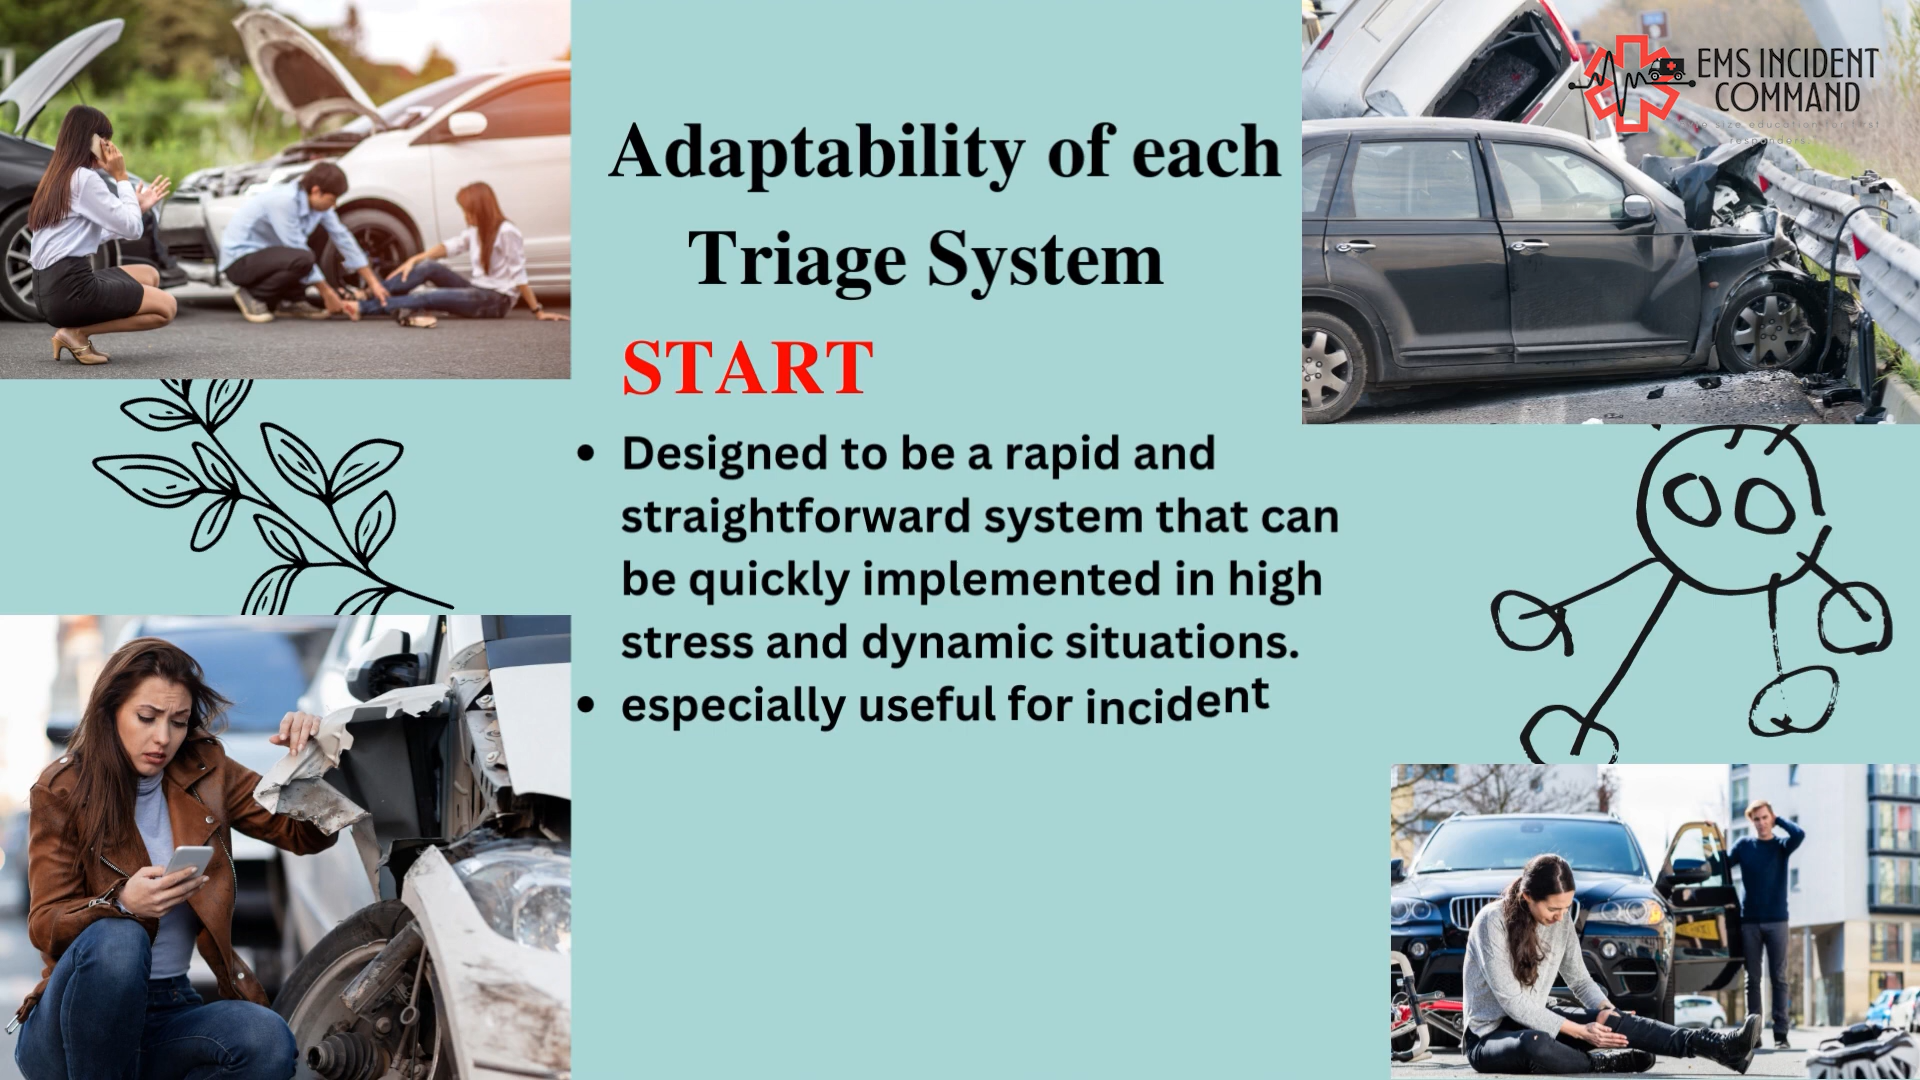 EMS INCIDENT
COMMAND
Adaptability of each
Triage System
START
• Designed to be a rapid and
straightforward system that can
be quickly implemented in high
stress and dynamic situations.
• especially useful for incident